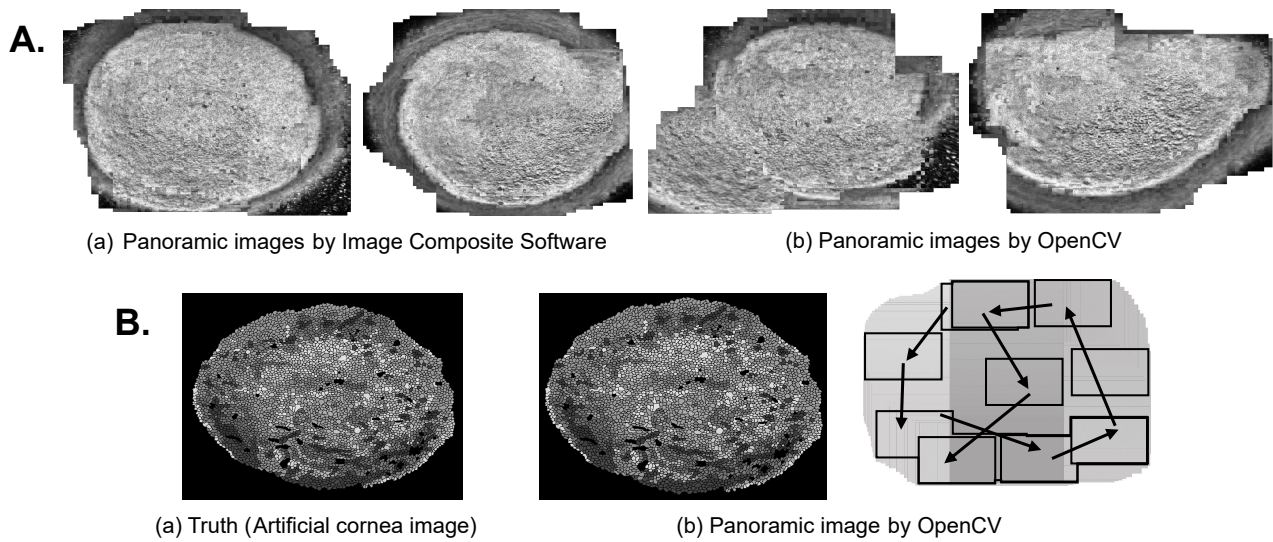 A.
(a) Panoramic images by Image Composite Software
(b) Panoramic images by OpenCV
B.
(a) Truth (Artificial cornea image)
(b) Panoramic image by OpenCV